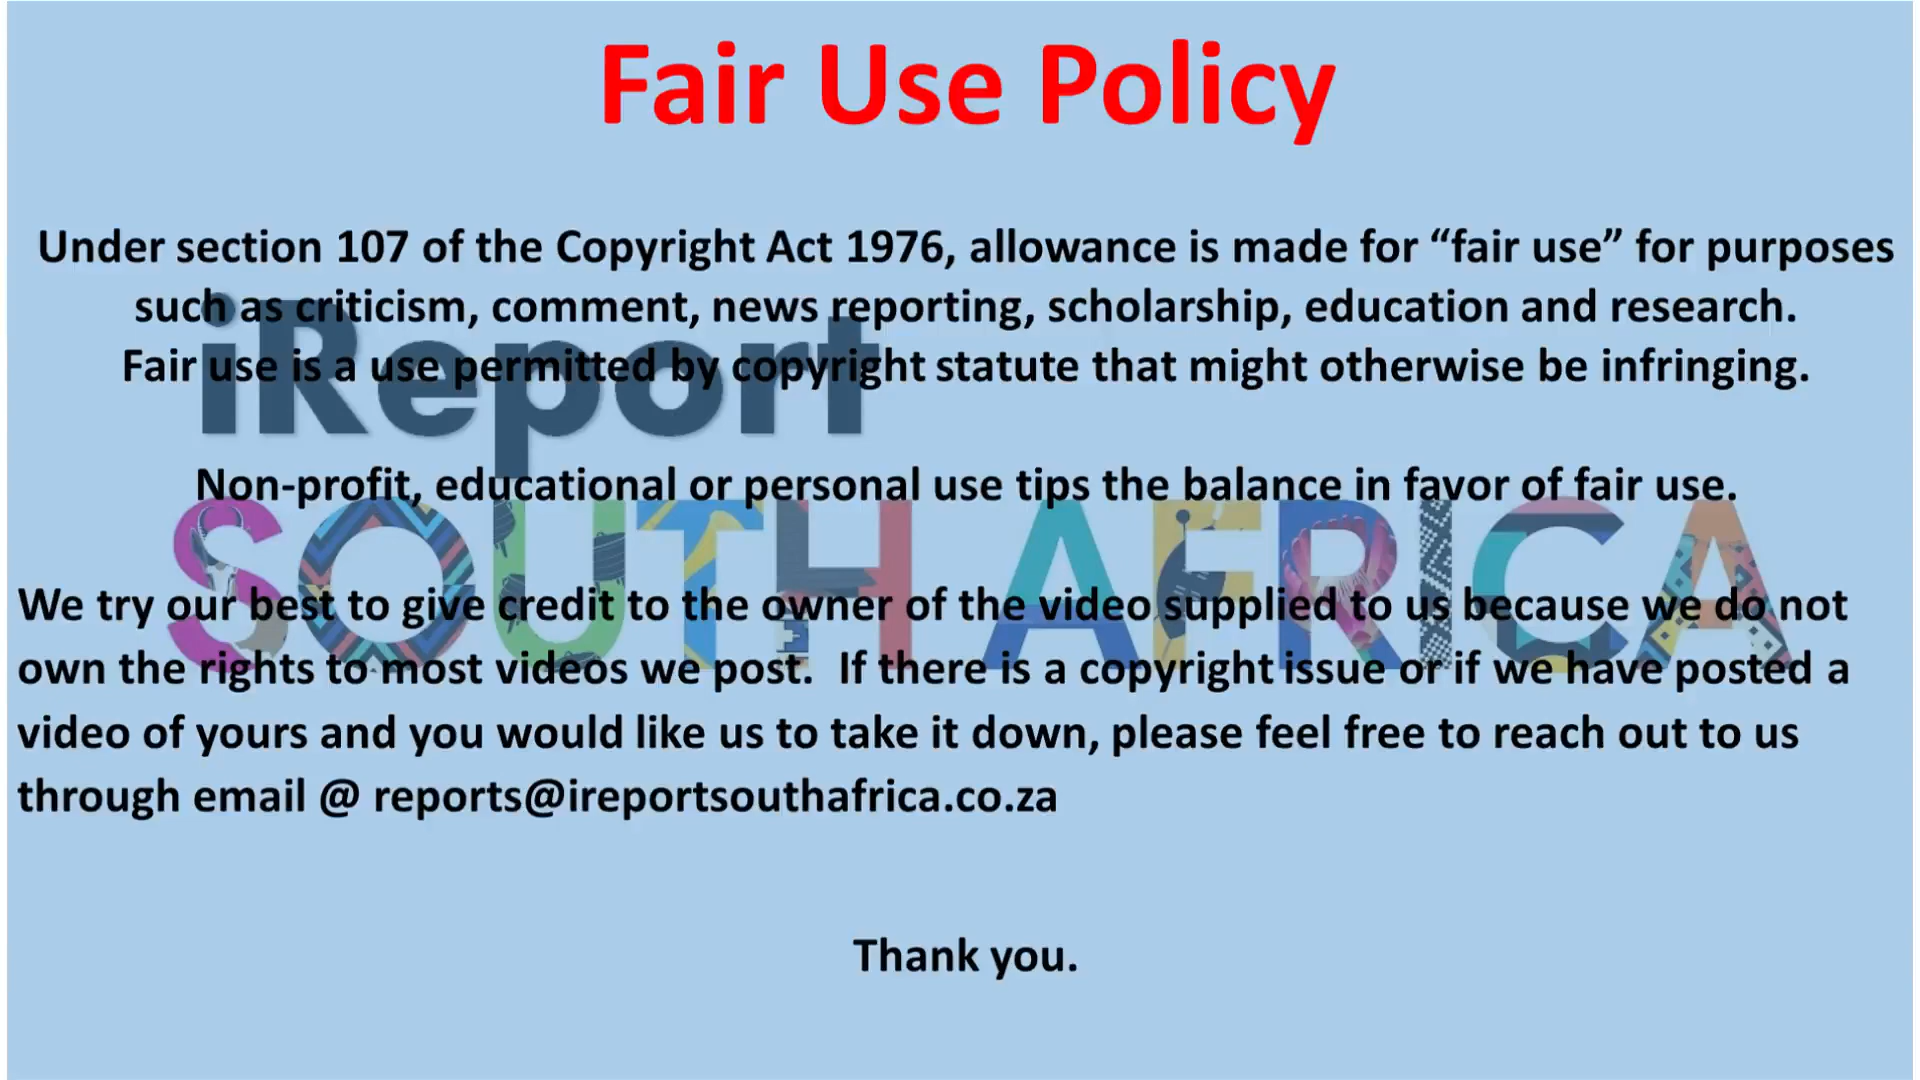 Fair Use Policy
Under section 107 of the Copyright Act 1976, allowance is made for “fair use” for purposes
such as criticism, comment, news reporting, scholarship, education and research.
Fair use is a use permitted by copyright statute that might otherwise be infringing.
iReport
Non-profit, educational or personal use tips the balance in favor of fair use.
SOUTH AFRICA
We try our best to give credit to the owner of the video supplied to us because we do not
own the rights to most videos we post.  If there is a copyright issue or if we have posted a
video of yours and you would like us to take it down, please feel free to reach out to us
through email @ reports@ireportsouthafrica.co.za
Thank you.